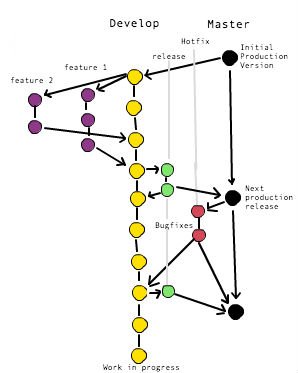 Develop
Master
Hotfix
release
Initial
Production
Version
feature 1
feature 2
Next
production
release
Bugfixes
Work in progress